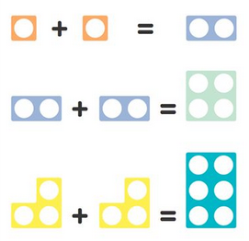 + =
+ =
+ =